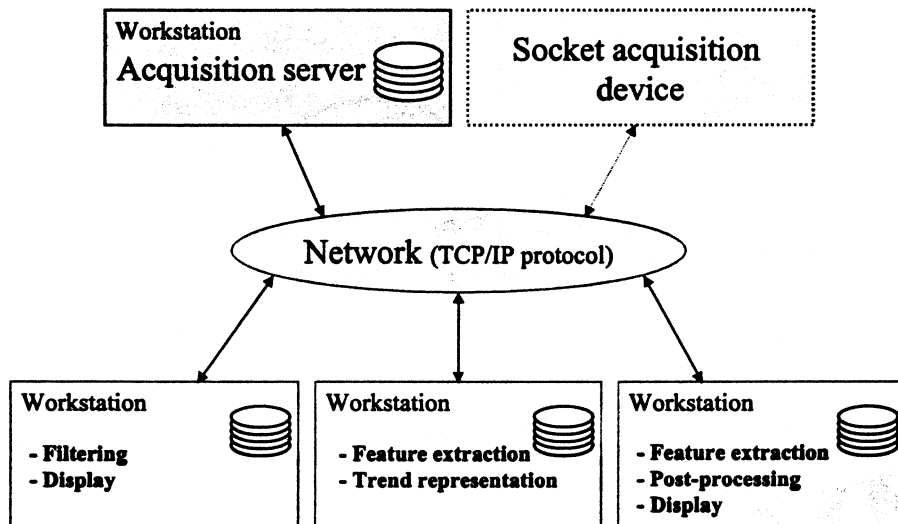 Workstation
Acquisition server
Socket acquisition
device
Network (TCP/IP protocol)
Workstation
- Filtering
- Display
Workstation
- Feature extraction
- Trend representation
Workstation
- Feature extraction
- Post-processing
- Display